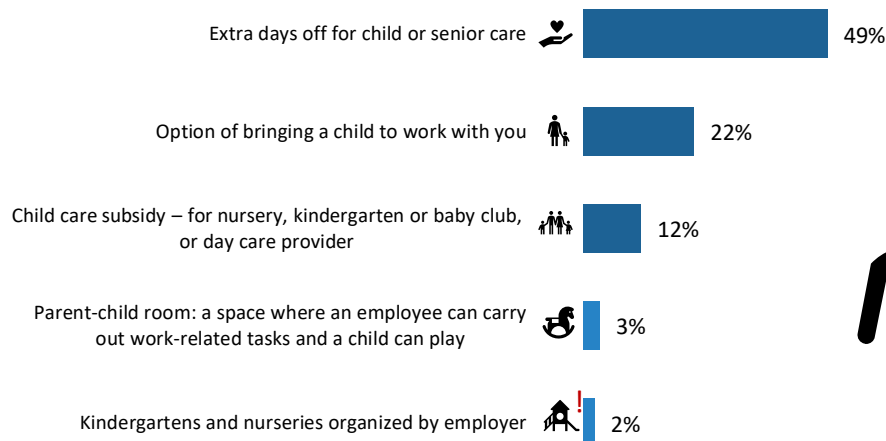 Extra days off for child or senior care
49%
Option of bringing a child to work with you
22%
Child care subsidy – for nursery, kindergarten or baby club,
or day care provider
12%
Parent-child room: a space where an employee can carry
out work-related tasks and a child can play
3%
Kindergartens and nurseries organized by employer
!
2%